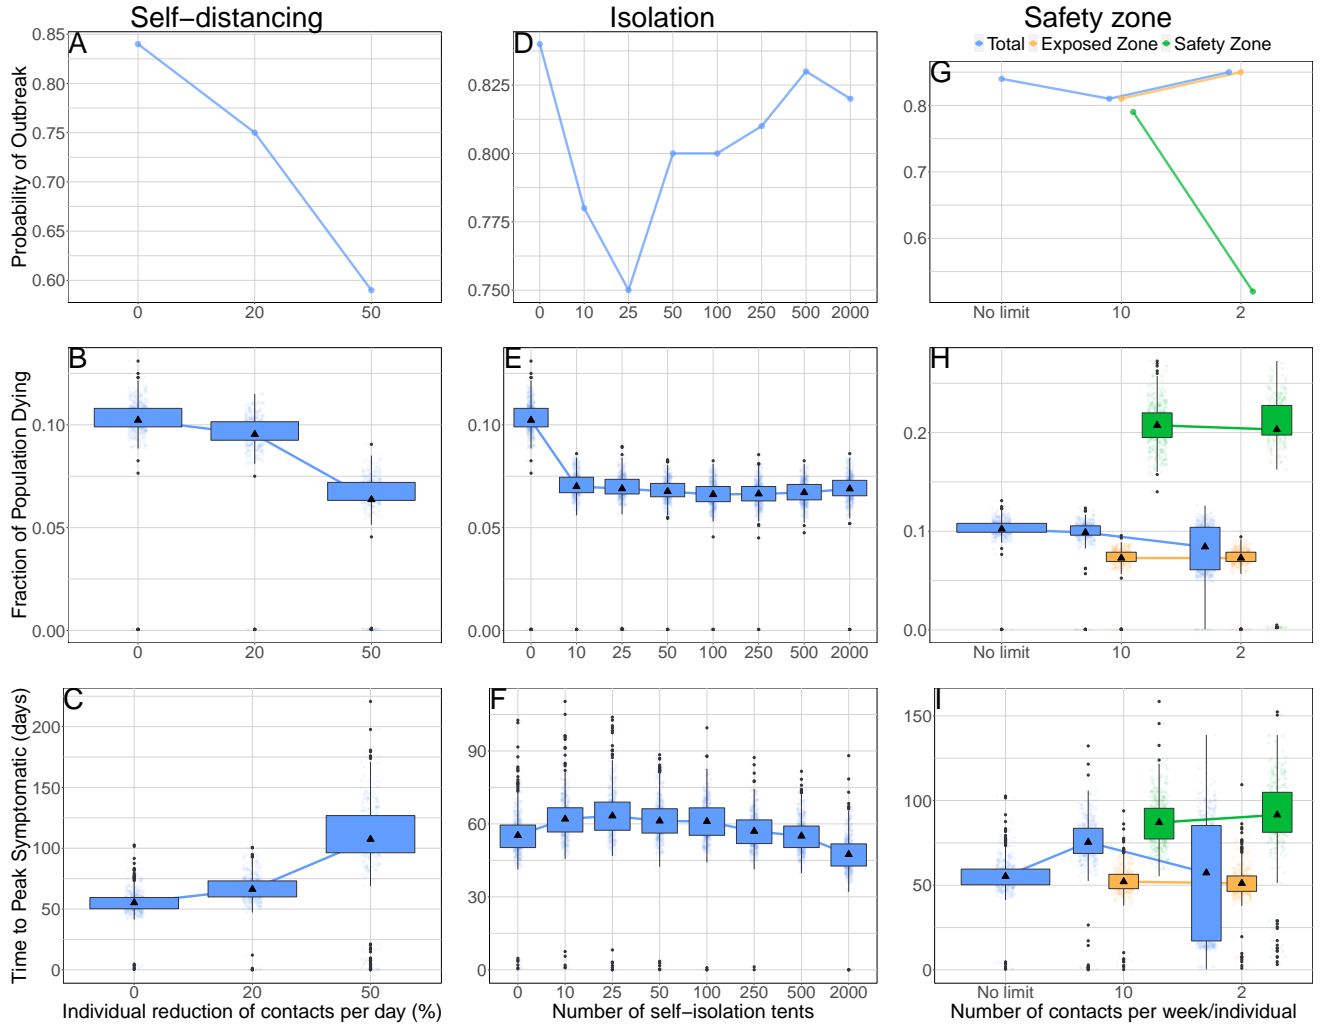 Self−distancing
Isolation
Safety zone
Total Exposed Zone Safety Zone
A
D
G
Probability of Outbreak
0.85
0.80
0.75
0.70
0.65
0.60
0 20 50
0.825
0.800
0.775
0.750
0 10 25 50 100 250 500 2000
0.8
0.7
0.6
No limit 10 2
B
E
H
Fraction of Population Dying
0.10
0.05
0.00
0 20 50
0.10
0.05
0.00
0 10 25 50 100 250 500 2000
0.2
0.1
0.0
No limit 10 2
C
F
I
Time to Peak Symptomatic (days)
200
150
100
50
0
0 20 50
Individual reduction of contacts per day (%)
90
60
30
0
0 10 25 50 100 250 500 2000
Number of self−isolation tents
150
100
50
0
No limit 10 2
Number of contacts per week/individual